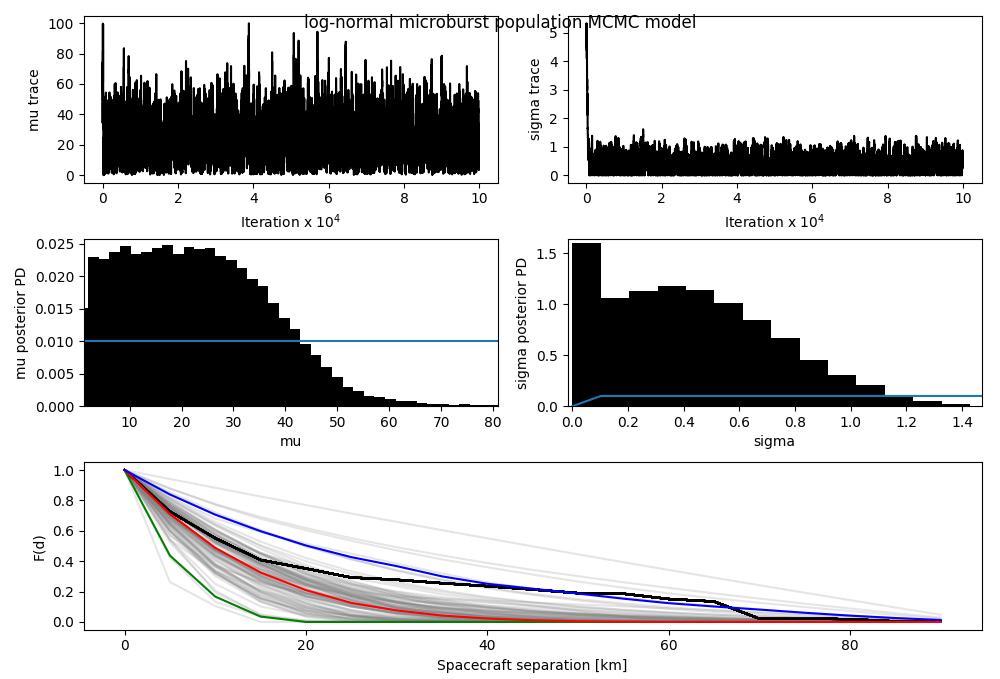 log-normal microburst population MCMC model
mu trace
100
80
60
40
20
0
0 2 4 6 8 10
Iteration x 10^4
sigma trace
5
4
3
2
1
0
0 2 4 6 8 10
Iteration x 10^4
mu posterior PD
0.025
0.020
0.015
0.010
0.005
0.000
10 20 30 40 50 60 70 80
mu
sigma posterior PD
1.5
1.0
0.5
0.0
0.0 0.2 0.4 0.6 0.8 1.0 1.2 1.4
sigma
F(d)
1.0
0.8
0.6
0.4
0.2
0.0
0 20 40 60 80
Spacecraft separation [km]